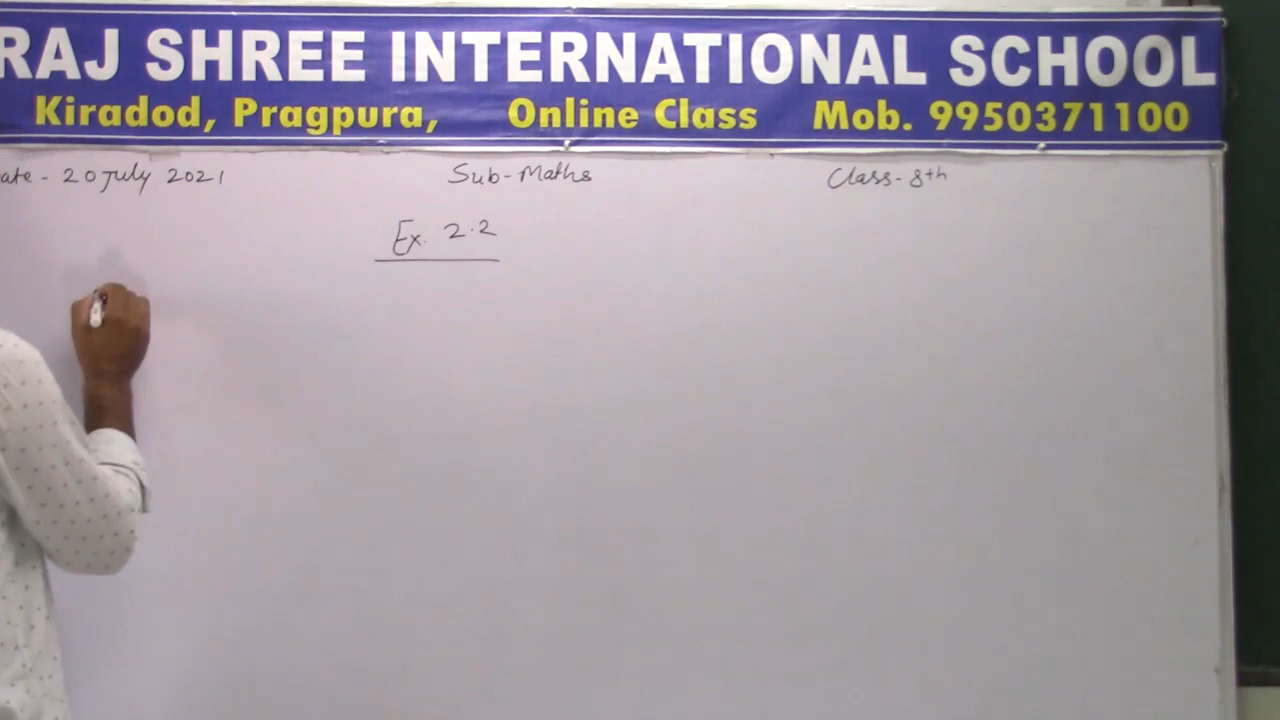 RAJ SHREE INTERNATIONAL SCHOOL
Kiradod, Pragpura, Online Class Mob. 9950371100
ate - 20 July 2021 Sub - Maths Class - 8th
Ex. 2.2